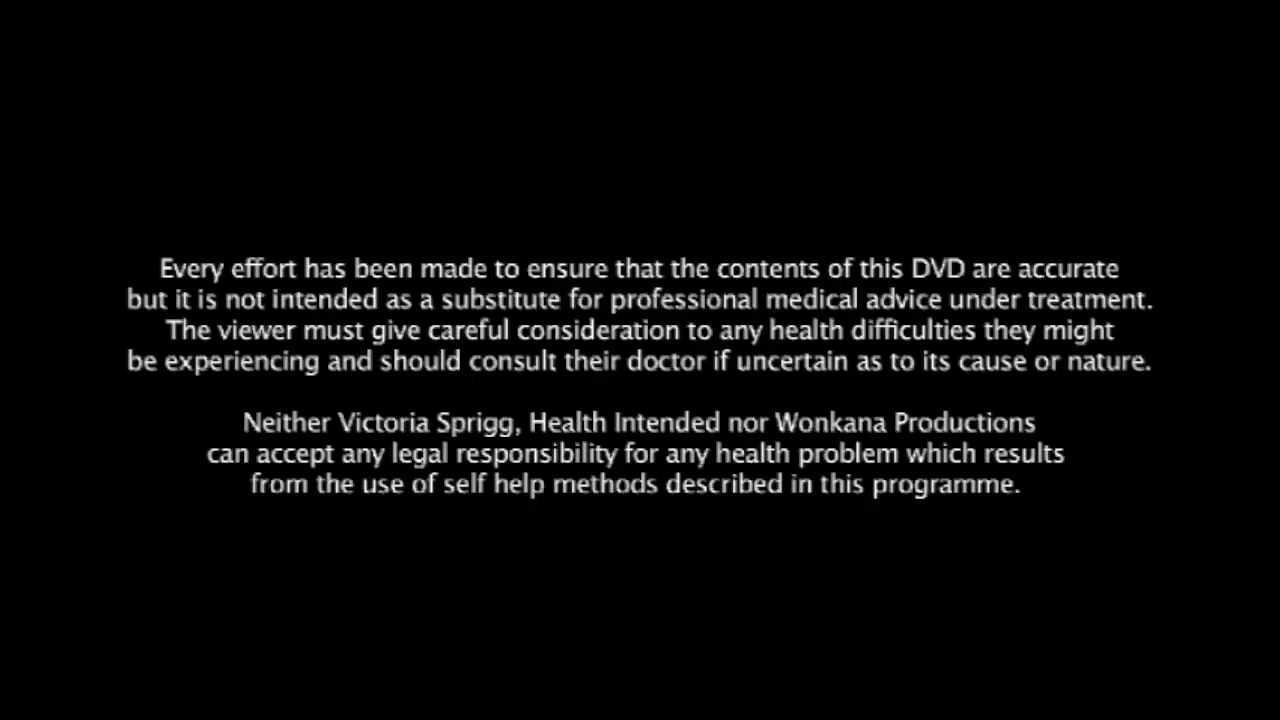 Every effort has been made to ensure that the contents of this DVD are accurate
but it is not intended as a substitute for professional medical advice under treatment.
The viewer must give careful consideration to any health difficulties they might
be experiencing and should consult their doctor if uncertain as to its cause or nature.
Neither Victoria Sprigg, Health Intended nor Wonkana Productions
can accept any legal responsibility for any health problem which results
from the use of self help methods described in this programme.